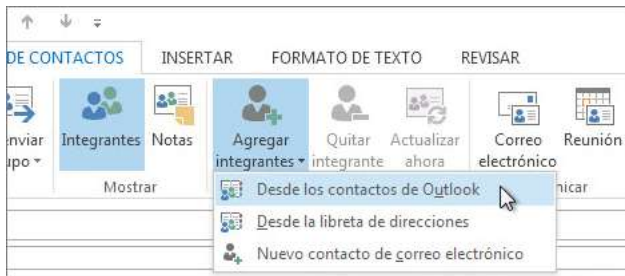 DE CONTACTOS INSERTAR FORMATO DE TEXTO REVISAR
Integrantes Notas Agregar integrantes Quitar integrante Actualizar ahora Correo electrónico Reunión
Mostrar
Desde los contactos de Outlook
Desde la libreta de direcciones
Nuevo contacto de correo electrónico